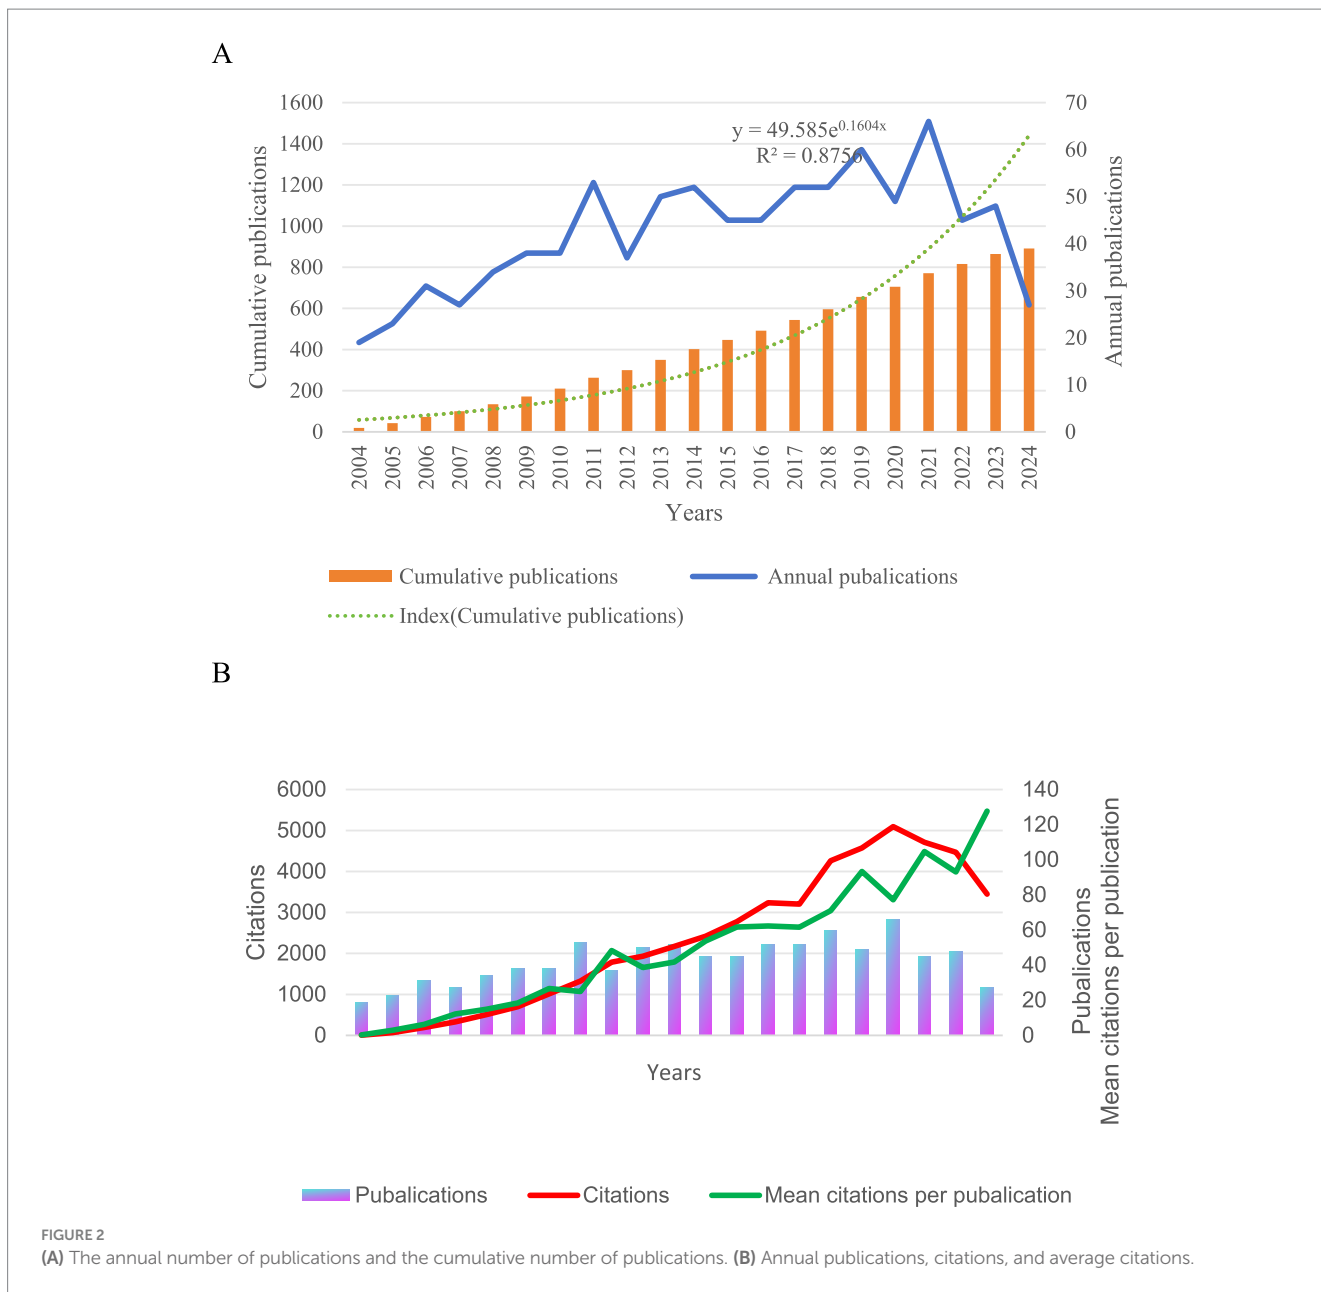 A
y = 49.585e^0.1604x
R² = 0.8756
1600
1400
1200
1000
800
600
400
200
0
Cumulative publications
70
60
50
40
30
20
10
0
Annual pubalications
2004 2005 2006 2007 2008 2009 2010 2011 2012 2013 2014 2015 2016 2017 2018 2019 2020 2021 2022 2023 2024
Years
Cumulative publications
Annual pubalications
Index(Cumulative publications)
B
6000
5000
4000
3000
2000
1000
0
Citations
140
120
100
80
60
40
20
0
Pubalications
Mean citations per publication
Years
Pubalications
Citations
Mean citations per pubalication
FIGURE 2
(A) The annual number of publications and the cumulative number of publications. (B) Annual publications, citations, and average citations.